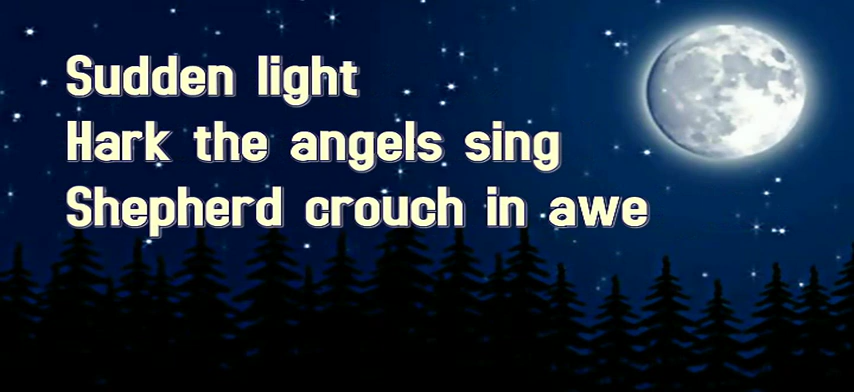 Sudden light
Hark the angels sing
Shepherd crouch in awe